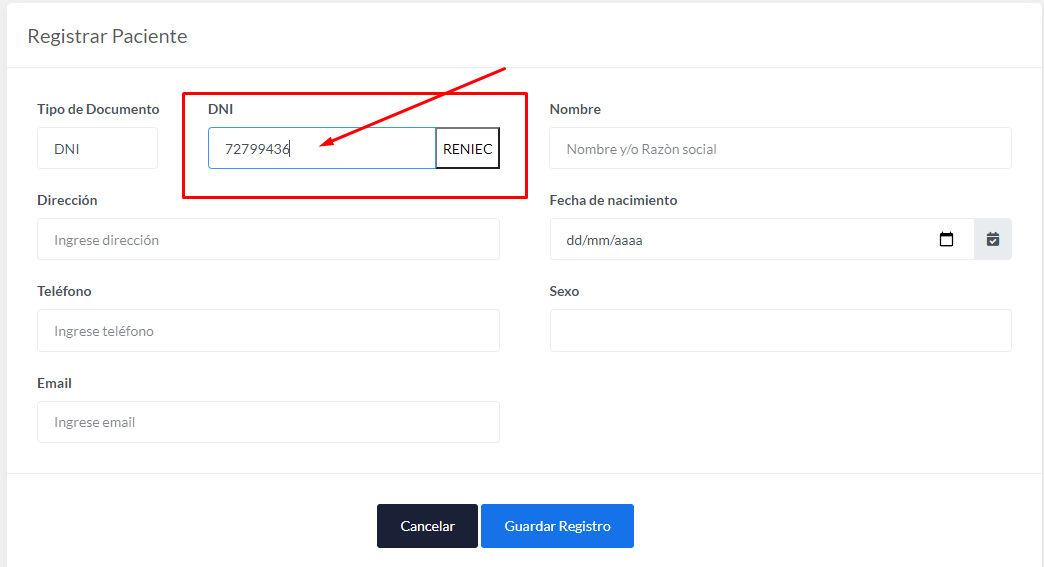 Registrar Paciente
Tipo de Documento DNI Nombre
DNI 72799436 RENIEC Nombre y/o Razòn social
Dirección Fecha de nacimiento
Ingrese dirección dd/mm/aaaa
Teléfono Sexo
Ingrese teléfono
Email
Ingrese email
Cancelar Guardar Registro